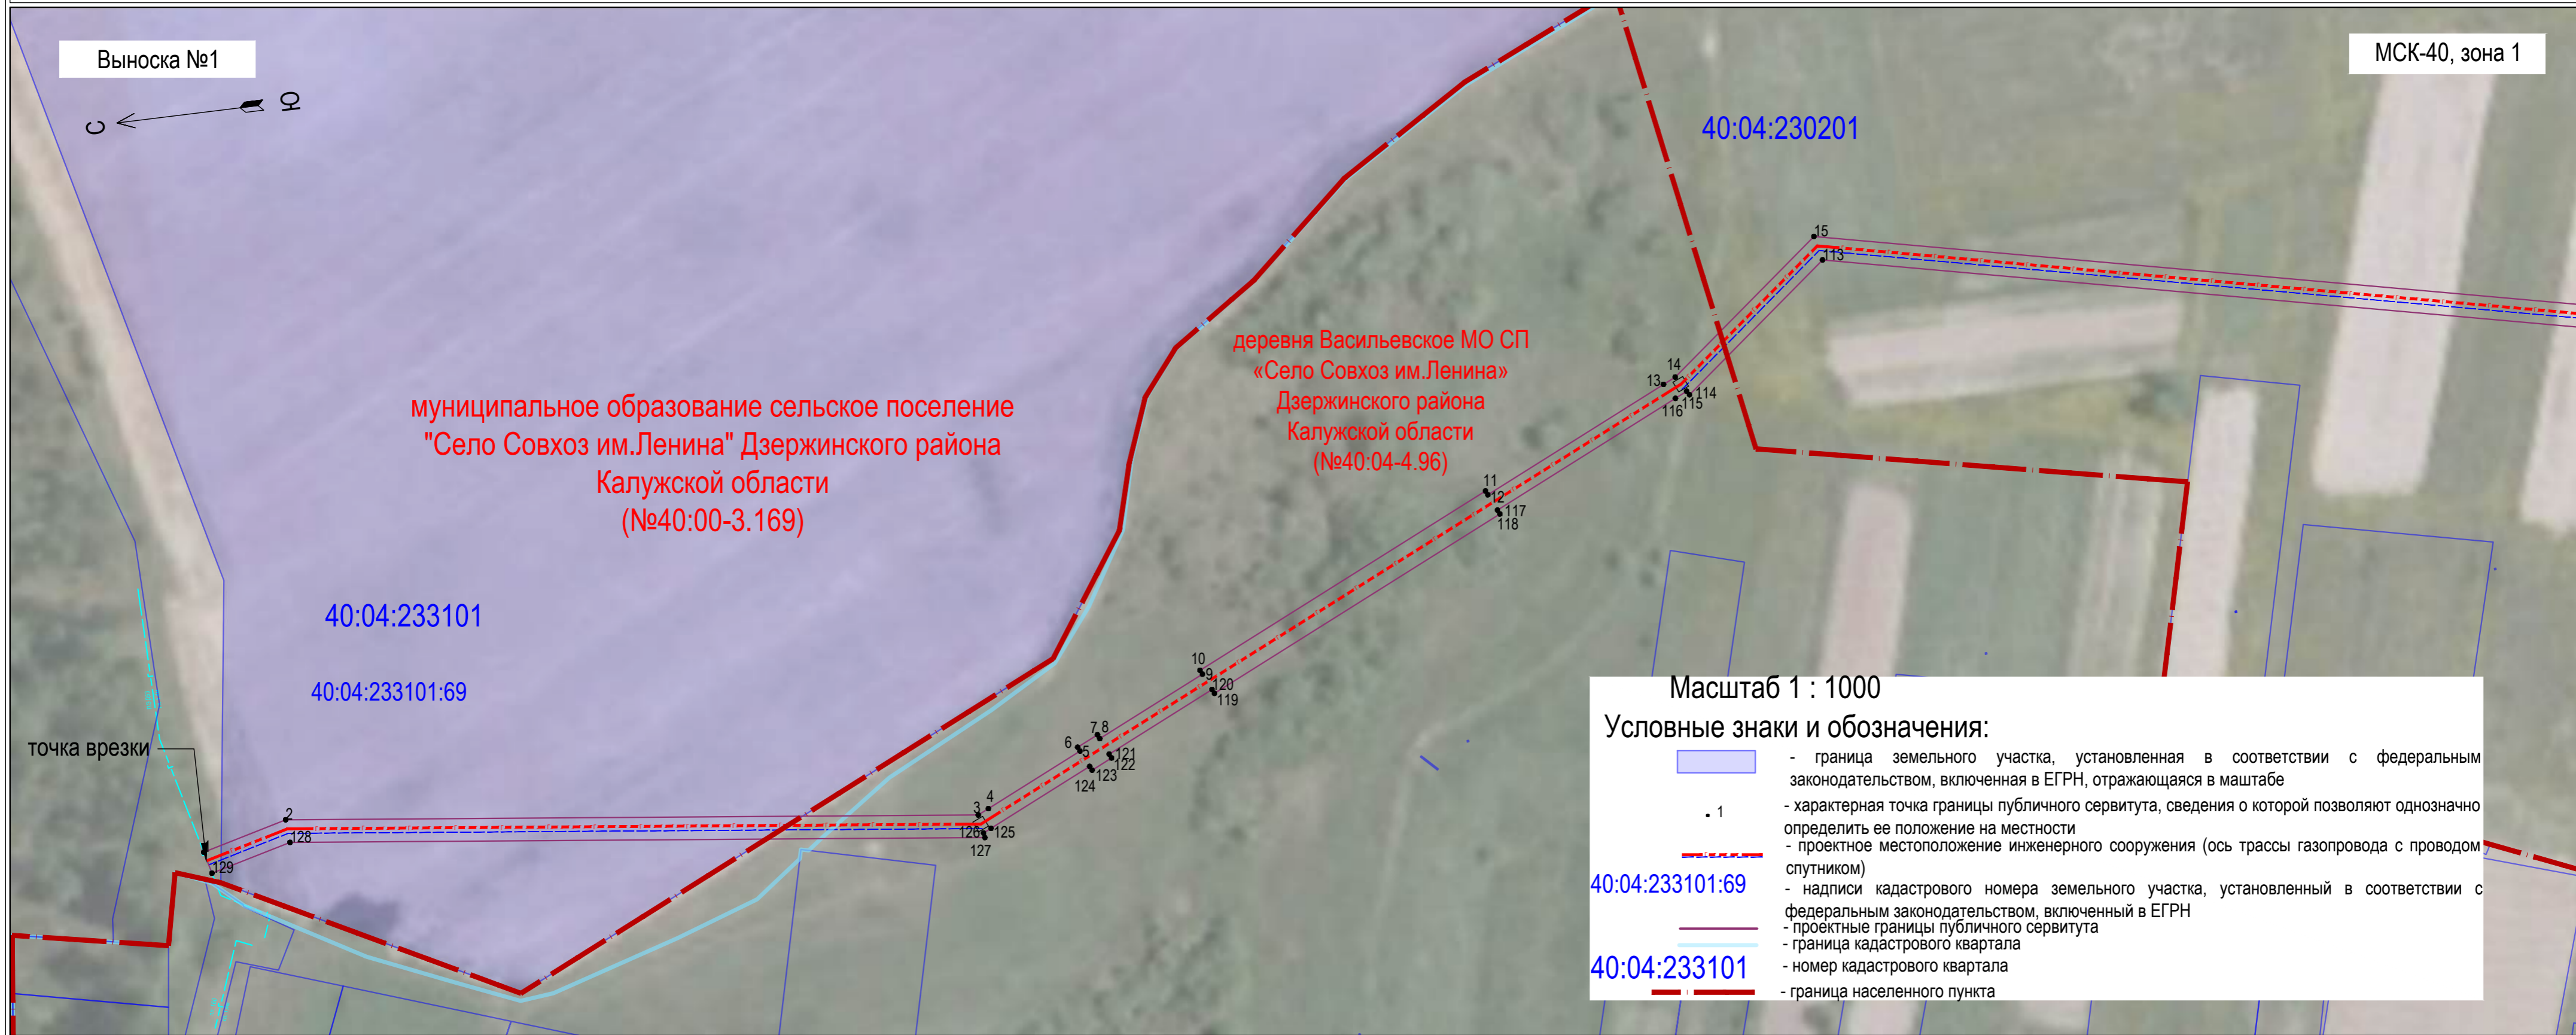 Выноска №1
МСК-40, зона 1
С
Ю
40:04:230201
15
113
деревня Васильевское МО СП
«Село Совхоз им.Ленина»
Дзержинского района
Калужской области
(№40:04-4.96)
14
13
114
115
116
муниципальное образование сельское поселение
"Село Совхоз им.Ленина" Дзержинского района
Калужской области
(№40:00-3.169)
11
12
117
118
40:04:233101
40:04:233101:69
10
9
120
119
точка врезки
7
8
6
5
121
122
123
124
4
3
2
126
125
127
128
129
Масштаб 1 : 1000
Условные знаки и обозначения:
- граница земельного участка, установленная в соответствии с федеральным
законодательством, включенная в ЕГРН, отражающаяся в маштабе
1
- характерная точка границы публичного сервитута, сведения о которой позволяют однозначно
определить ее положение на местности
- проектное местоположение инженерного сооружения (ось трассы газопровода с проводом
спутником)
40:04:233101:69
- надписи кадастрового номера земельного участка, установленный в соответствии с
федеральным законодательством, включенный в ЕГРН
- проектные границы публичного сервитута
- граница кадастрового квартала
40:04:233101
- номер кадастрового квартала
- граница населенного пункта